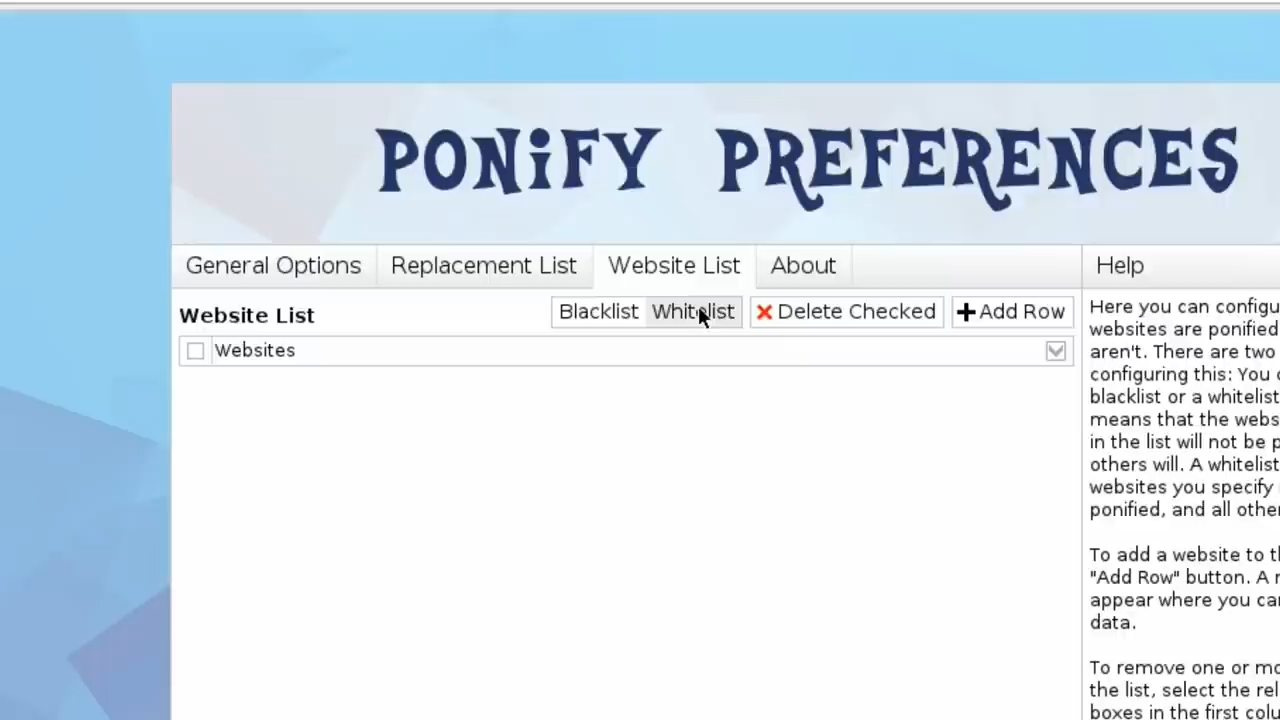 PONiFY PREFERENCES
General Options
Replacement List
Website List
About
Help
Website List
Blacklist
Whitelist
Delete Checked
Add Row
Websites
Here you can configu
websites are ponified
aren't. There are two
configuring this: You c
blacklist or a whitelist
means that the webs
in the list will not be p
others will. A whitelist
websites you specify
ponified, and all othe
To add a website to th
"Add Row" button. A r
appear where you can
data.
To remove one or mo
the list, select the rel
boxes in the first colu